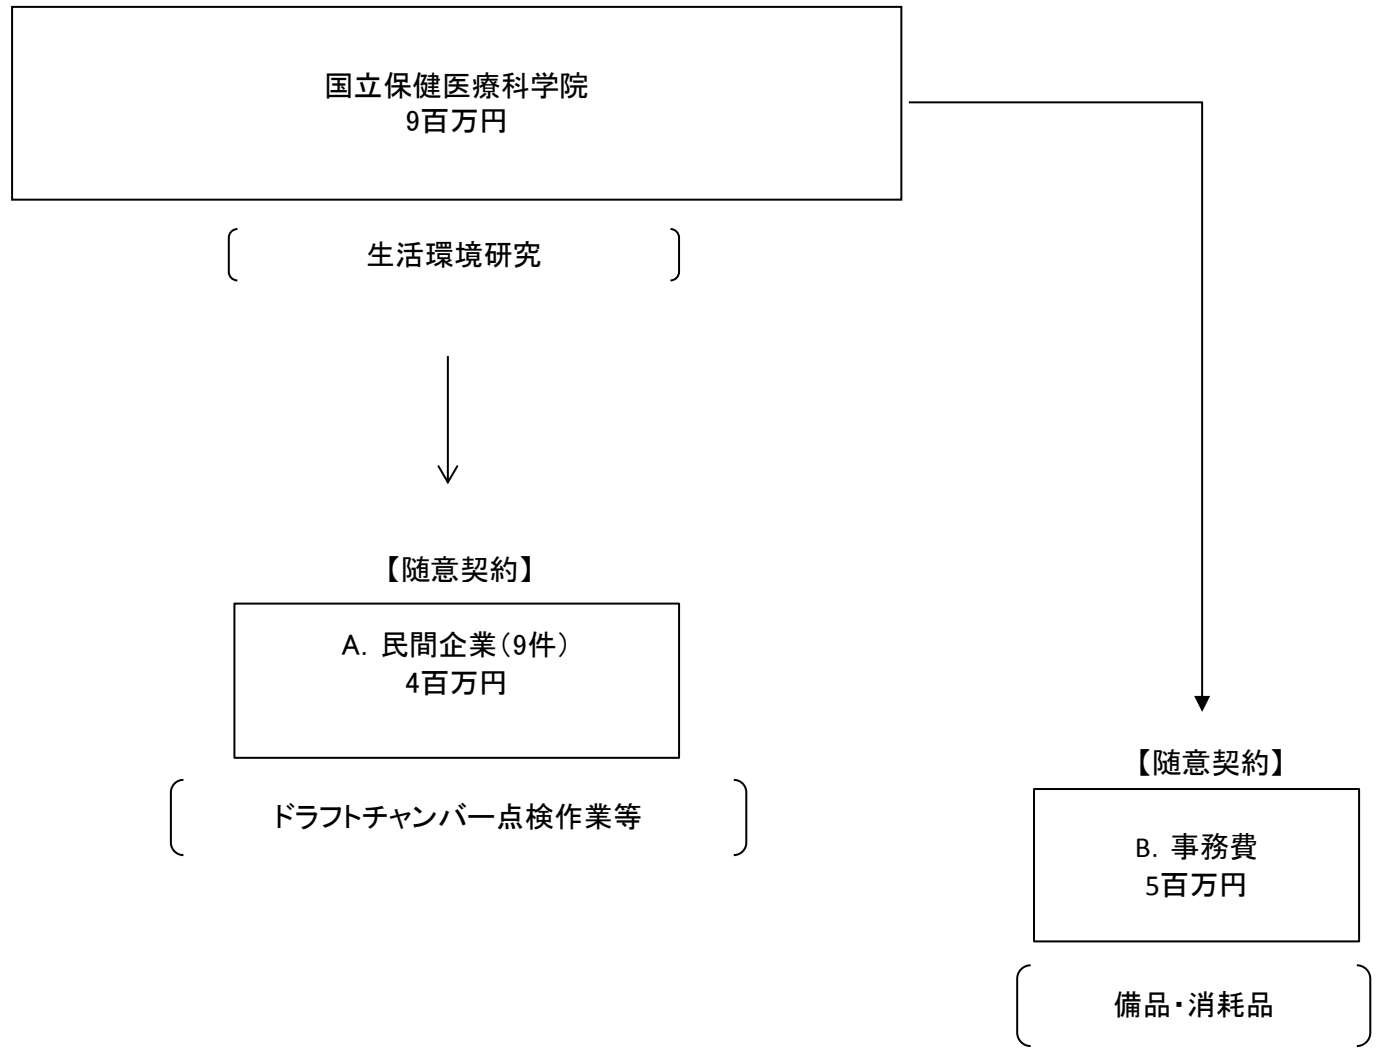 国立保健医療科学院
9百万円
生活環境研究
【随意契約】
A. 民間企業（9件）
4百万円
ドラフトチャンバー点検作業等
【随意契約】
B. 事務費
5百万円
備品・消耗品